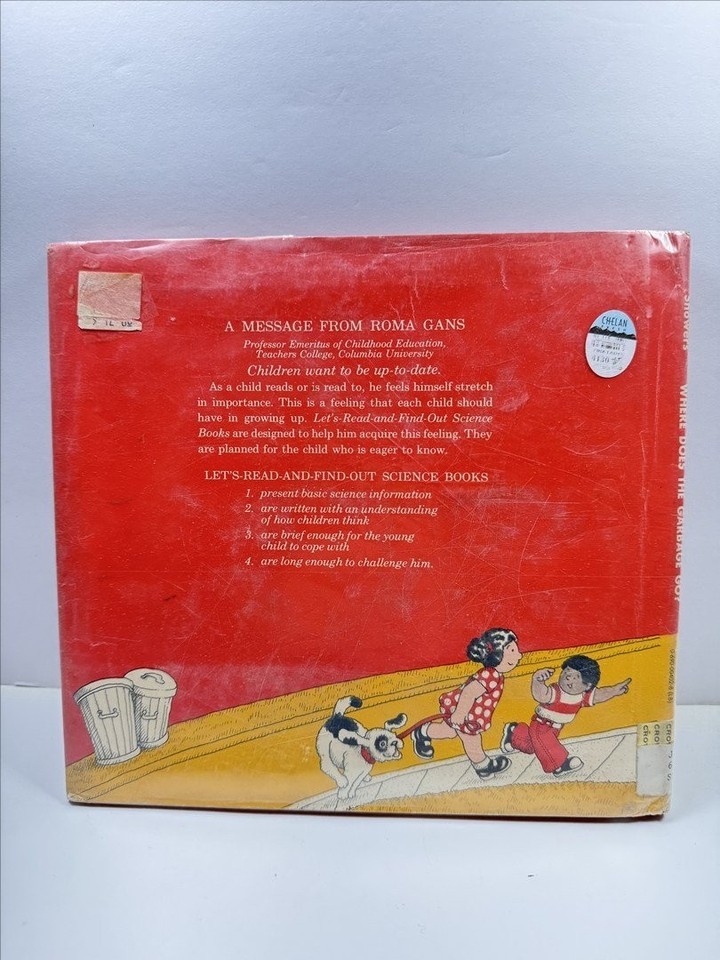 A MESSAGE FROM ROMA GANS
Professor Emeritus of Childhood Education,
Teachers College, Columbia University
Children want to be up-to-date.
As a child reads or is read to, he feels himself stretch
in importance. This is a feeling that each child should
have in growing up. Let's-Read-and-Find-Out Science
Books are designed to help him acquire this feeling. They
are planned for the child who is eager to know.
LET'S-READ-AND-FIND-OUT SCIENCE BOOKS
1. present basic science information
2. are written with an understanding
of how children think
3. are brief enough for the young
child to cope with
4. are long enough to challenge him.
CHELAN
WHERE DOES THE GARBAGE GO?
CRO
CRO
CRO